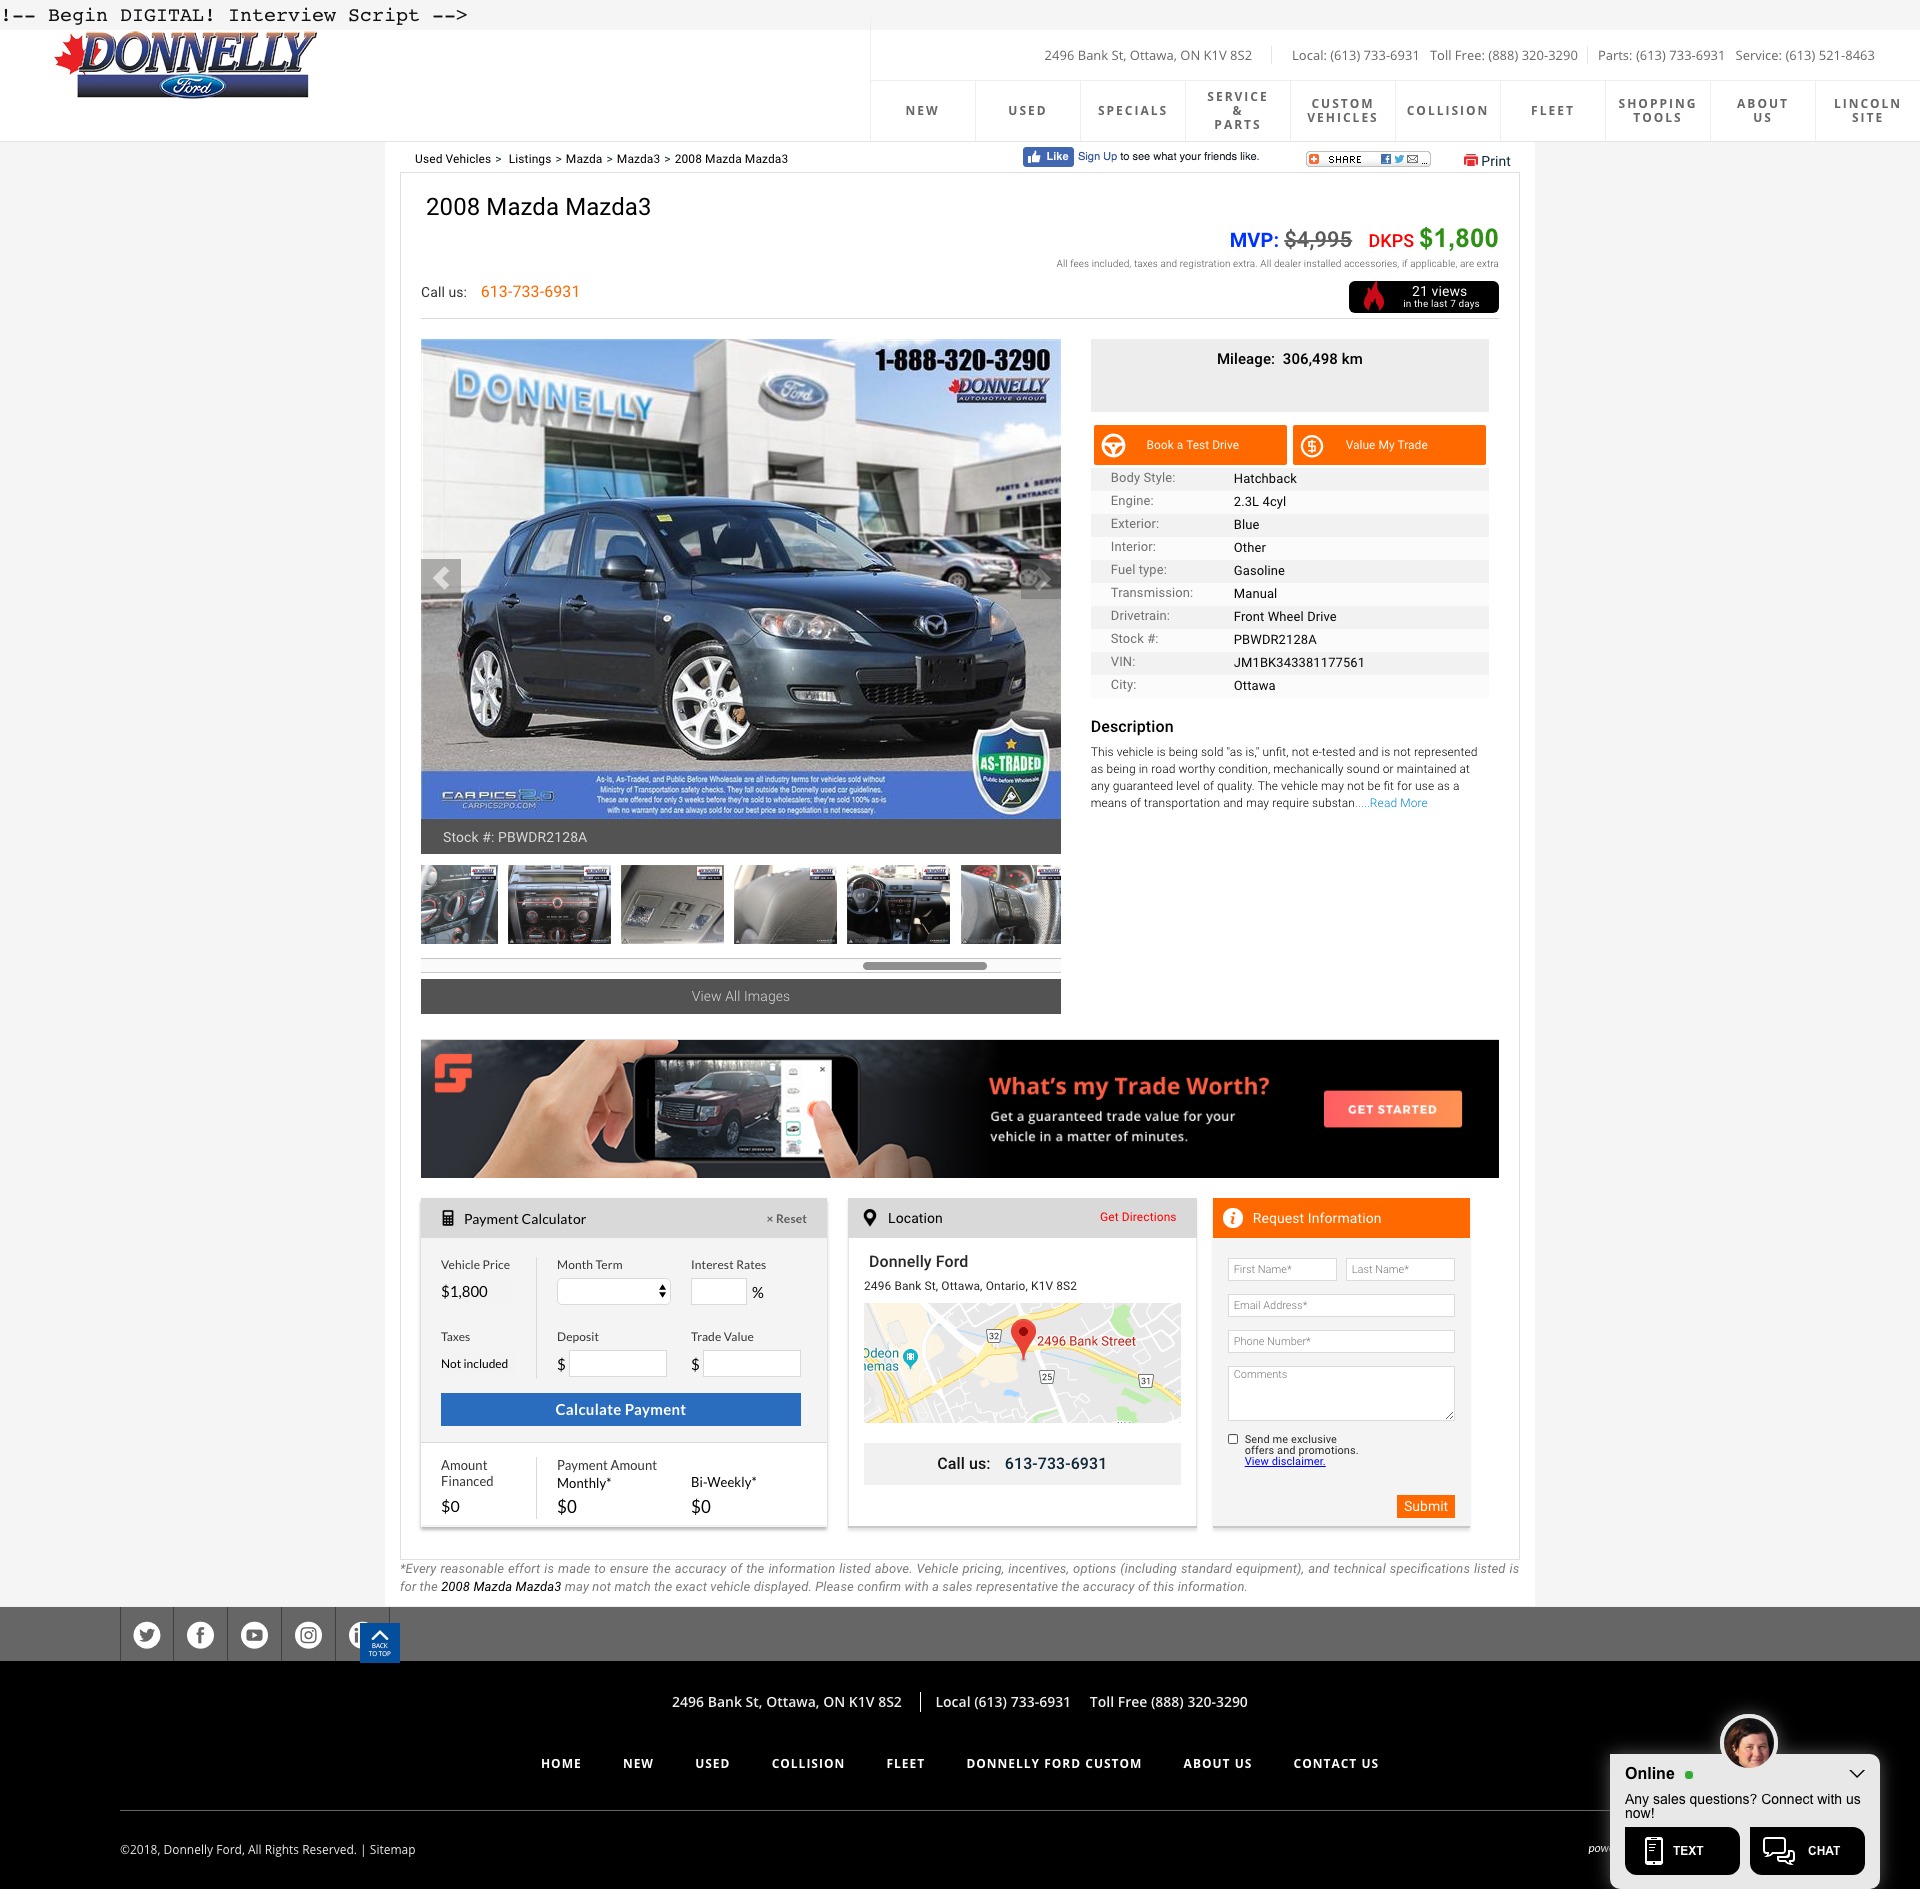 !-- Begin DIGITAL! Interview Script -->
DONNELLY
Ford
2496 Bank St, Ottawa, ON K1V 8S2 Local: (613) 733-6931 Toll Free: (888) 320-3290 Parts: (613) 733-6931 Service: (613) 521-8463
NEW
USED
SPECIALS
SERVICE
&
PARTS
CUSTOM
VEHICLES
COLLISION
FLEET
SHOPPING
TOOLS
ABOUT
US
LINCOLN
SITE
Used Vehicles > Listings > Mazda > Mazda3 > 2008 Mazda Mazda3
Like Sign Up to see what your friends like.
SHARE
Print
2008 Mazda Mazda3
MVP: $4,995 DKPS $1,800
All fees included, taxes and registration extra. All dealer installed accessories, if applicable, are extra
Call us: 613-733-6931
21 views
in the last 7 days
1-888-320-3290
DONNELLY
AUTOMOTIVE GROUP
DONNELLY
Ford
PARTS & SERVIC
ENTRANCE
AS-TRADED
Public before Wholesale
CARPICS2.0
CARPICS2PO.COM
As-Is, As-Traded, and Public Before Wholesale are all industry terms for vehicles sold without
Ministry of Transportation safety checks. They fall outside the Donnelly used car guidelines.
These are offered for only 3 weeks before they're sold to wholesalers; they're sold 100% as-is
with no warranty and are always sold for our best price so negotiation is not necessary.
Stock #: PBWDR2128A
View All Images
Mileage: 306,498 km
Book a Test Drive
Value My Trade
Body Style: Hatchback
Engine: 2.3L 4cyl
Exterior: Blue
Interior: Other
Fuel type: Gasoline
Transmission: Manual
Drivetrain: Front Wheel Drive
Stock #: PBWDR2128A
VIN: JM1BK343381177561
City: Ottawa
Description
This vehicle is being sold "as is," unfit, not e-tested and is not represented
as being in road worthy condition, mechanically sound or maintained at
any guaranteed level of quality. The vehicle may not be fit for use as a
means of transportation and may require substan.....Read More
What's my Trade Worth?
Get a guaranteed trade value for your
vehicle in a matter of minutes.
GET STARTED
Payment Calculator × Reset
Vehicle Price Month Term Interest Rates
$1,800 %
Taxes Deposit Trade Value
Not included $ $
Calculate Payment
Amount
Financed
Payment Amount
Monthly* Bi-Weekly*
$0 $0 $0
Location Get Directions
Donnelly Ford
2496 Bank St, Ottawa, Ontario, K1V 8S2
32
2496 Bank Street
Odeon
nemas
25
31
Call us: 613-733-6931
Request Information
First Name* Last Name*
Email Address*
Phone Number*
Comments
Send me exclusive
offers and promotions.
View disclaimer.
Submit
*Every reasonable effort is made to ensure the accuracy of the information listed above. Vehicle pricing, incentives, options (including standard equipment), and technical specifications listed is
for the 2008 Mazda Mazda3 may not match the exact vehicle displayed. Please confirm with a sales representative the accuracy of this information.
BACK
TO TOP
2496 Bank St, Ottawa, ON K1V 8S2 Local (613) 733-6931 Toll Free (888) 320-3290
HOME NEW USED COLLISION FLEET DONNELLY FORD CUSTOM ABOUT US CONTACT US
©2018, Donnelly Ford, All Rights Reserved. | Sitemap
pow
Online
Any sales questions? Connect with us
now!
TEXT
CHAT